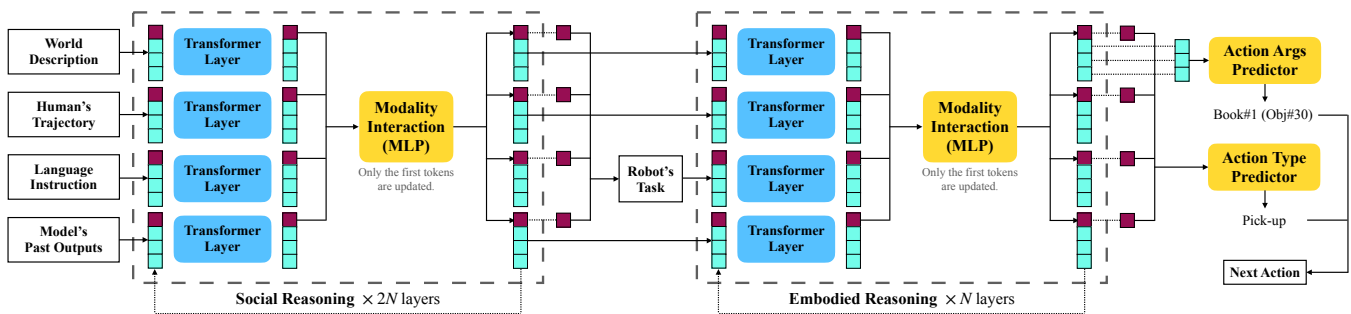 World
Description
Human's
Trajectory
Language
Instruction
Model's
Past Outputs
Transformer
Layer
Transformer
Layer
Transformer
Layer
Transformer
Layer
Modality
Interaction
(MLP)
Only the first tokens
are updated.
Social Reasoning × 2N layers
Robot's
Task
Transformer
Layer
Transformer
Layer
Transformer
Layer
Transformer
Layer
Modality
Interaction
(MLP)
Only the first tokens
are updated.
Embodied Reasoning × N layers
Action Args
Predictor
Book#1 (Obj#30)
Action Type
Predictor
Pick-up
Next Action